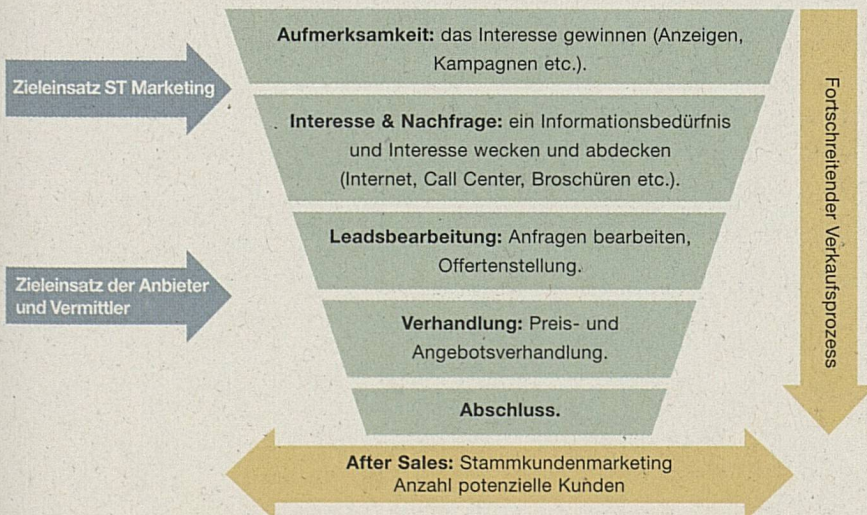 Aufmerksamkeit: das Interesse gewinnen (Anzeigen,
Kampagnen etc.).
Zieleinsatz ST Marketing
Interesse & Nachfrage: ein Informationsbedürfnis
und Interesse wecken und abdecken
(Internet, Call Center, Broschüren etc.).
Leadsbearbeitung: Anfragen bearbeiten,
Offertenstellung.
Zieleinsatz der Anbieter
und Vermittler
Verhandlung: Preis- und
Angebotsverhandlung.
Abschluss.
After Sales: Stammkundenmarketing
Anzahl potenzielle Kunden
Fortschreitender Verkaufsprozess